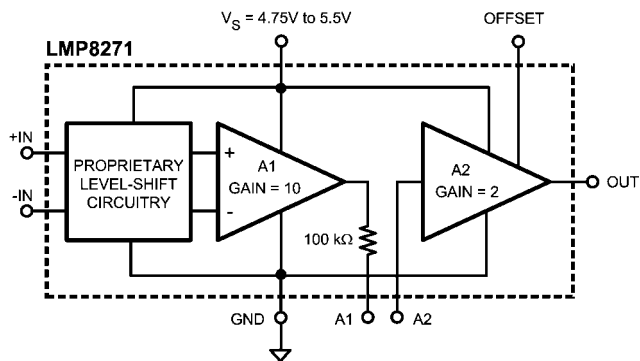 V_S = 4.75V to 5.5V
OFFSET
LMP8271
+IN
-IN
PROPRIETARY
LEVEL-SHIFT
CIRCUITRY
+
-
A1
GAIN = 10
A2
GAIN = 2
OUT
100 kΩ
GND
A1
A2